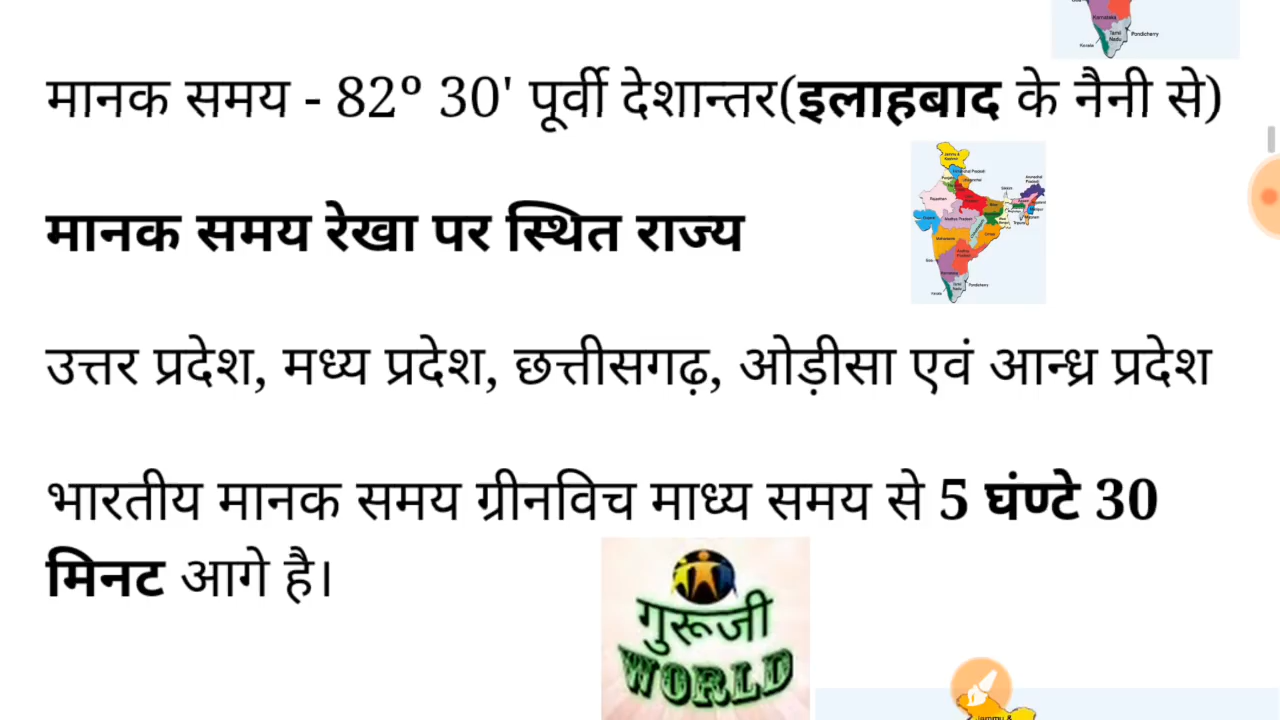 मानक समय - 82° 30' पूर्वी देशान्तर(इलाहबाद के नैनी से)
मानक समय रेखा पर स्थित राज्य
उत्तर प्रदेश, मध्य प्रदेश, छत्तीसगढ़, ओड़ीसा एवं आन्ध्र प्रदेश
भारतीय मानक समय ग्रीनविच माध्य समय से 5 घंण्टे 30
मिनट आगे है।
गुरूजी
WORLD